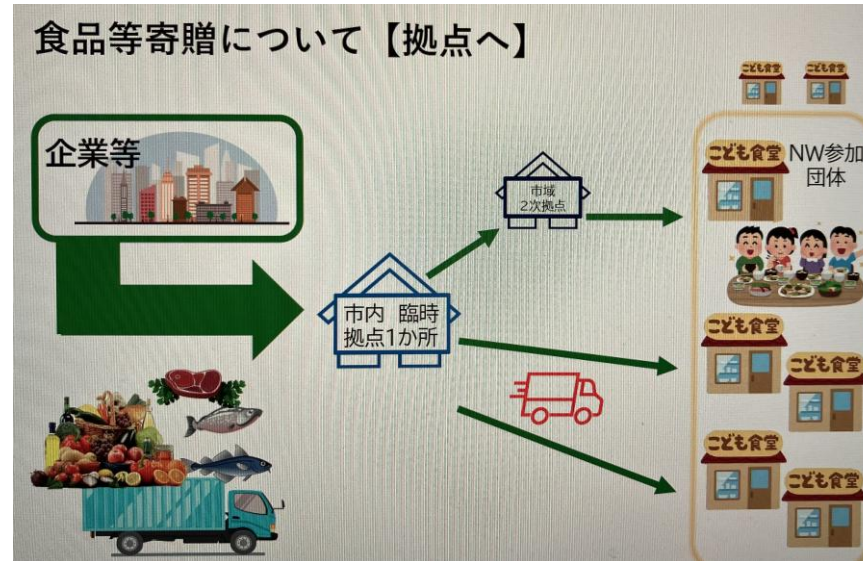 食品等寄贈について【拠点へ】
企業等
市内 臨時
拠点1か所
市域
2次拠点
こども食堂
こども食堂
こども食堂
NW参加
団体
こども食堂
こども食堂
こども食堂
こども食堂